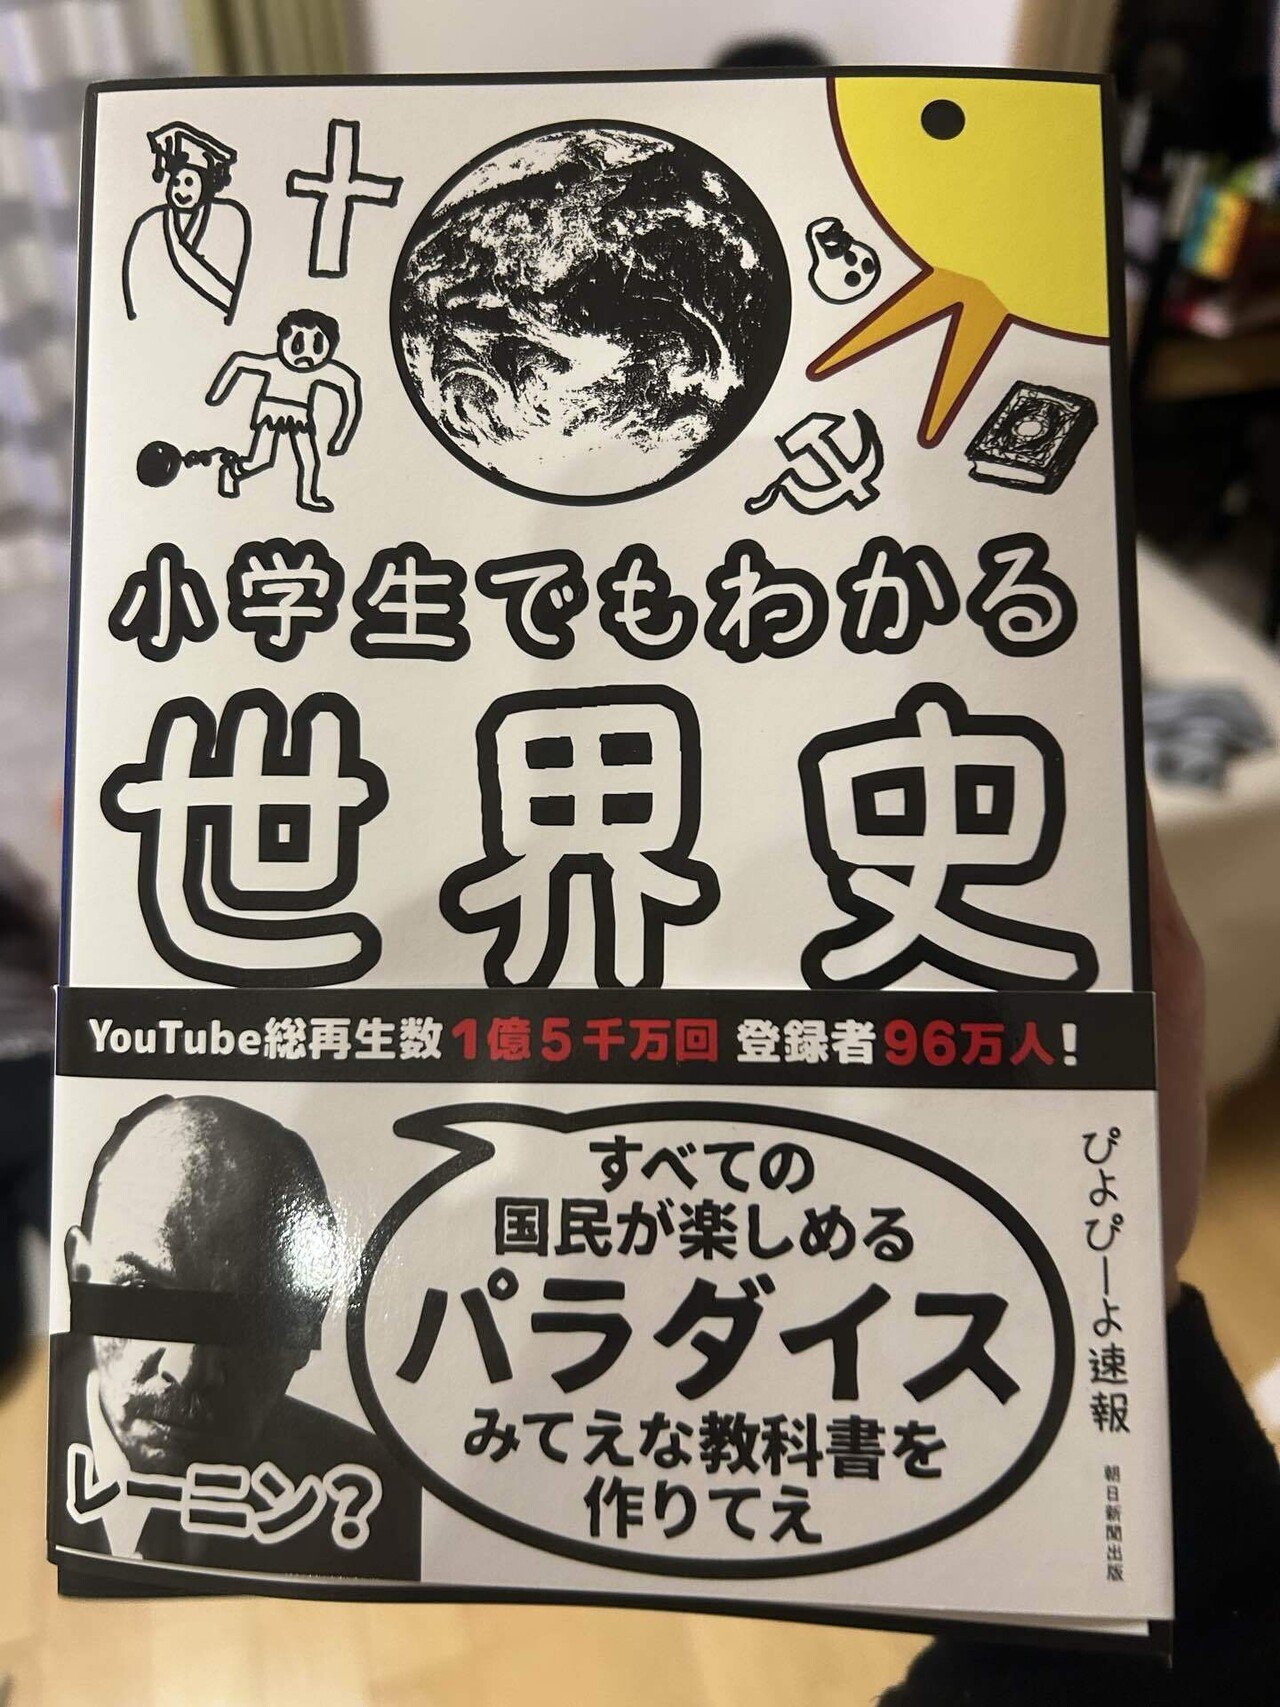 小学生でもわかる
世界史
YouTube総再生数1億5千万回 登録者96万人!
すべての
国民が楽しめる
パラダイス
みてえな教科書を
作りてえ
レーニン?
ぴよぴーよ速報
朝日新聞出版